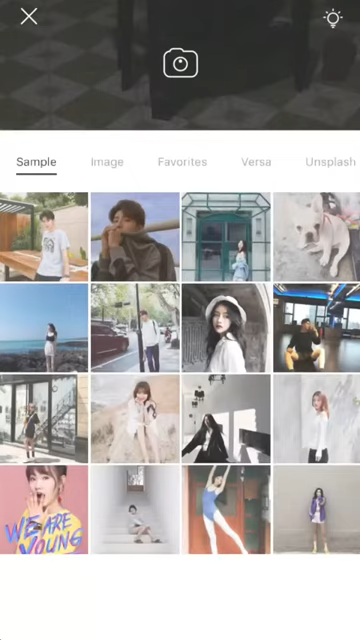 Sample
Image
Favorites
Versa
Unsplash
WE ARE
YOUNG